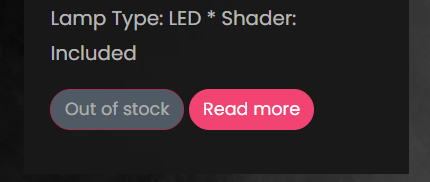 Lamp Type: LED * Shader:
Included
Out of stock Read more